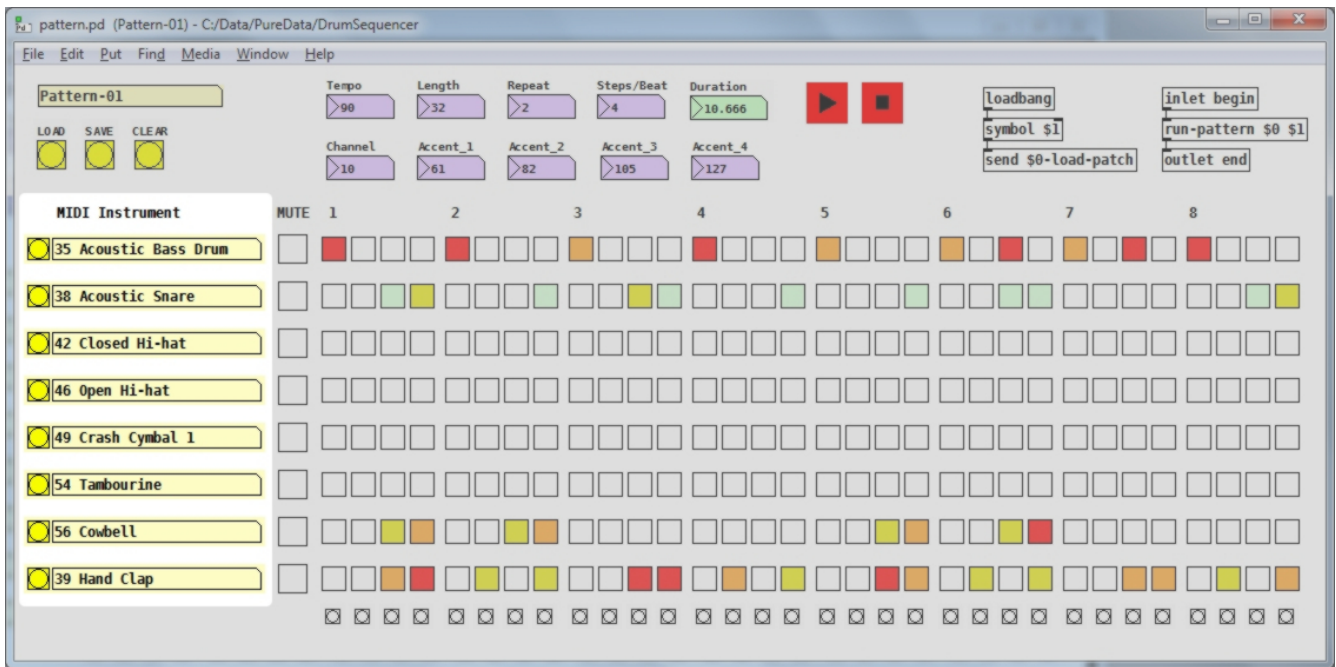 pattern.pd (Pattern-01) - C:/Data/PureData/DrumSequencer
File Edit Put Find Media Window Help
Pattern-01
LOAD SAVE CLEAR
Tempo Length Repeat Steps/Beat Duration
90 32 2 4 10.666
Channel Accent_1 Accent_2 Accent_3 Accent_4
10 61 82 105 127
loadbang
symbol $1
send $0-load-patch
inlet begin
run-pattern $0 $1
outlet end
MIDI Instrument MUTE 1 2 3 4 5 6 7 8
35 Acoustic Bass Drum
38 Acoustic Snare
42 Closed Hi-hat
46 Open Hi-hat
49 Crash Cymbal 1
54 Tambourine
56 Cowbell
39 Hand Clap